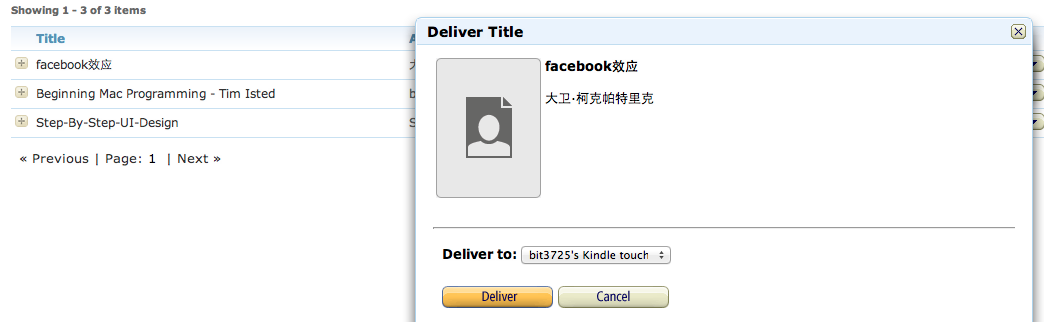 Showing 1 - 3 of 3 items
Title
facebook效应
Beginning Mac Programming - Tim Isted
Step-By-Step-UI-Design
« Previous | Page: 1 | Next »
Deliver Title
facebook效应
大卫·柯克帕特里克
Deliver to: bit3725's Kindle touch
Deliver Cancel